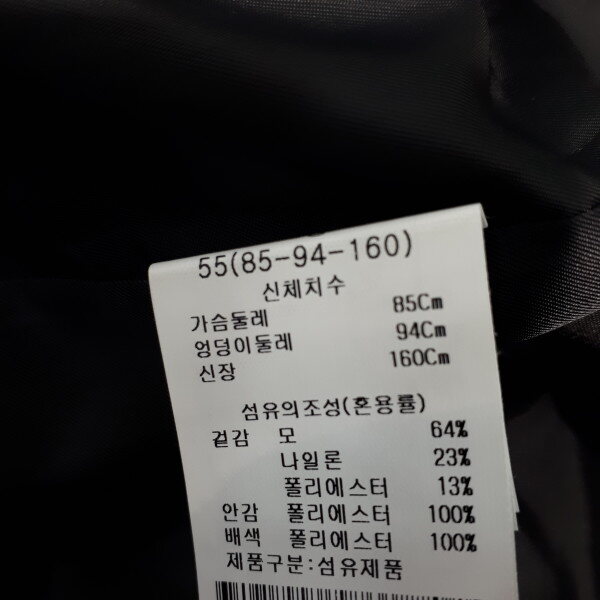 55(85-94-160)
신체치수
가슴둘레 85Cm
엉덩이둘레 94Cm
신장 160Cm
섬유의조성(혼용률)
겉감 모 64%
나일론 23%
폴리에스터 13%
안감 폴리에스터 100%
배색 폴리에스터 100%
제품구분:섬유제품